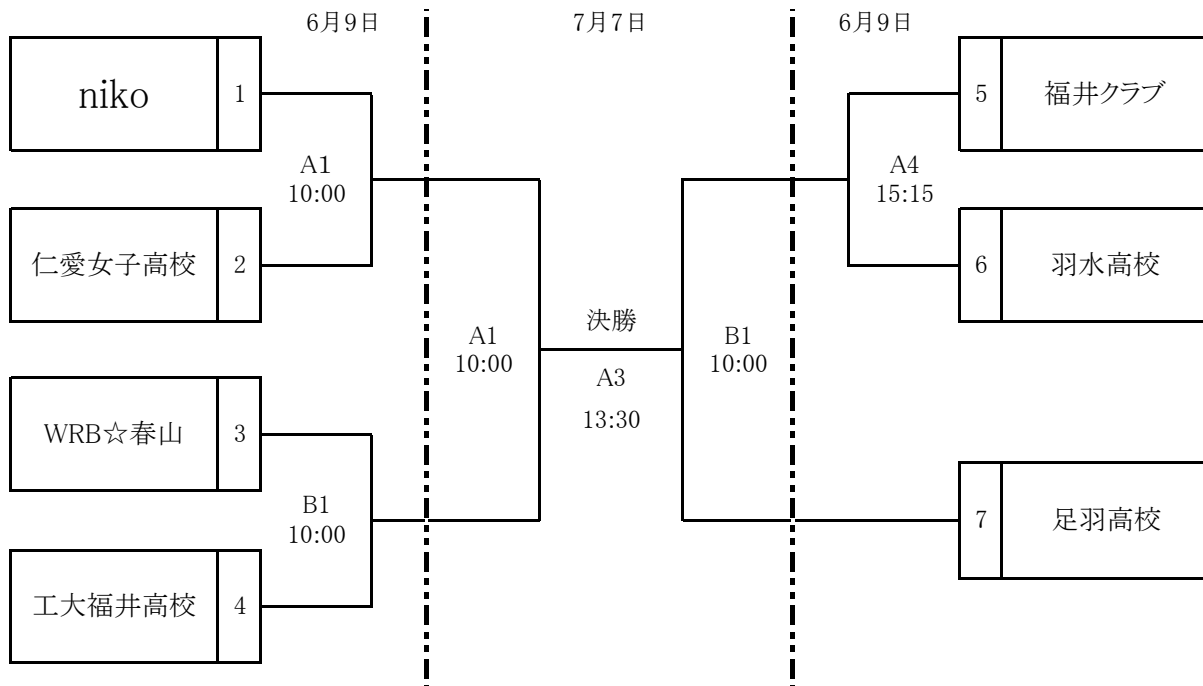 6月9日
7月7日
6月9日
niko
1
A1
10:00
仁愛女子高校
2
WRB☆春山
3
B1
10:00
工大福井高校
4
A1
10:00
決勝
A3
13:30
B1
10:00
5
福井クラブ
A4
15:15
6
羽水高校
7
足羽高校